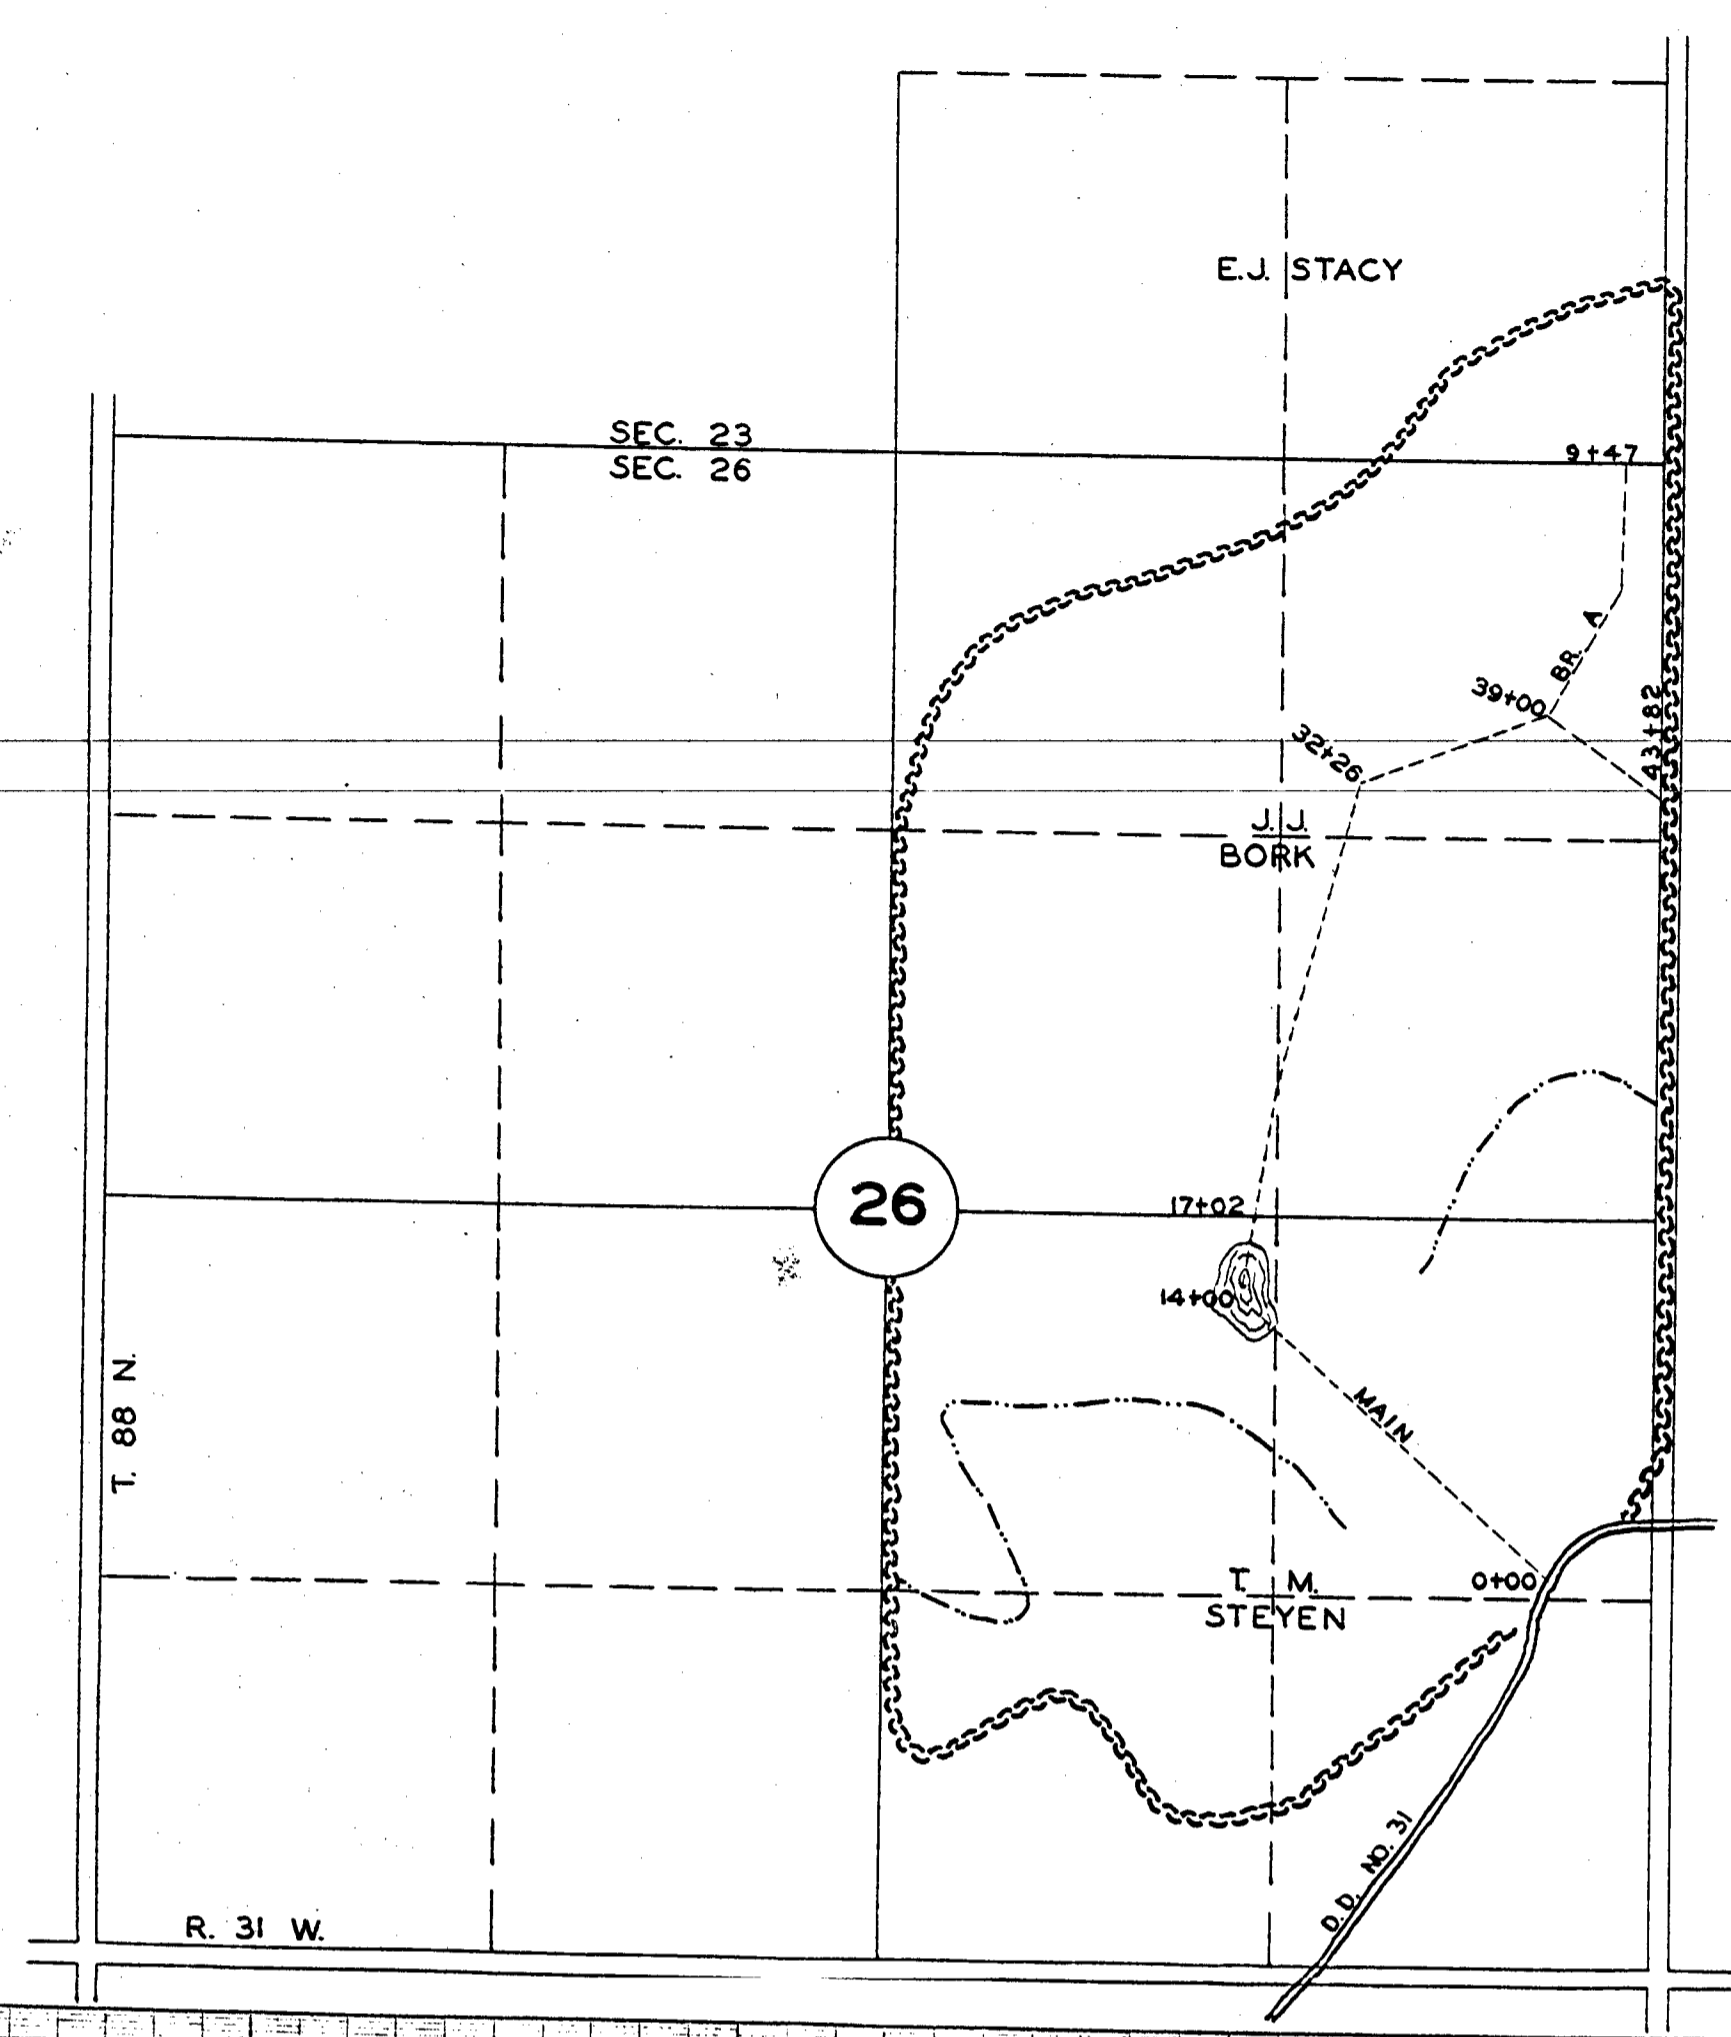 E.J. STACY
SEC. 23
SEC. 26
9+47
BR. A
39+00
43+82
32+26
J. J.
BORK
26
17+02
14+00
T. 88 N.
MAIN
0+00
T. M.
STEYEN
D.D. NO. 31
R. 31 W.